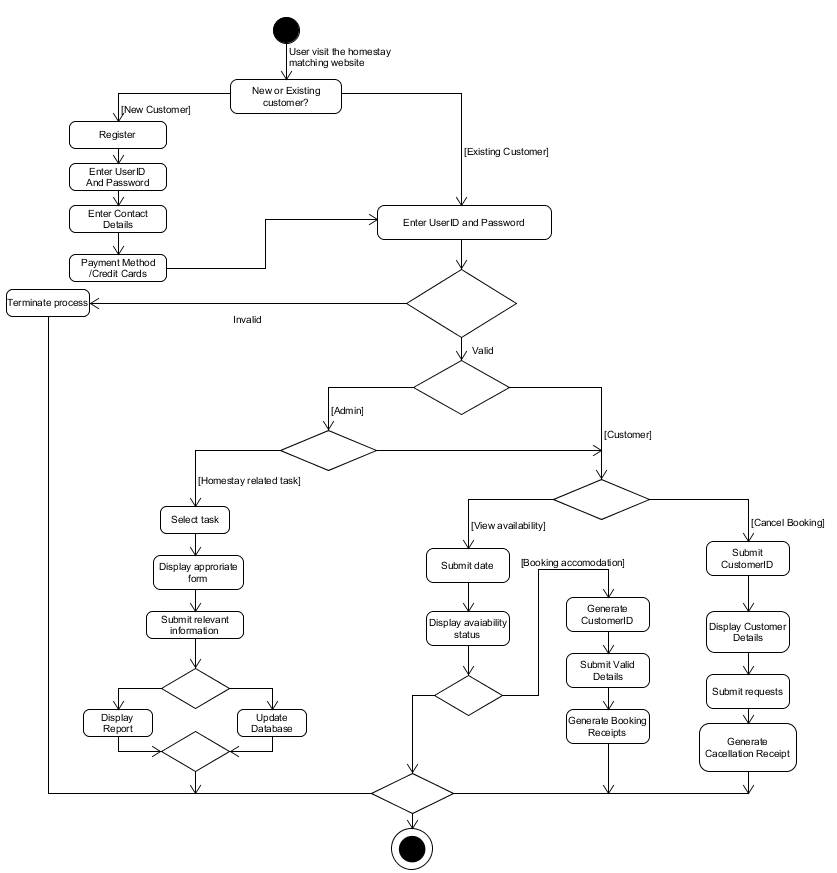 User visit the homestay
matching website
New or Existing
customer?
[New Customer]
Register
[Existing Customer]
Enter UserID
And Password
Enter Contact
Details
Enter UserID and Password
Payment Method
/Credit Cards
Terminate process
Invalid
Valid
[Admin]
[Customer]
[Homestay related task]
Select task
[View availability]
[Cancel Booking]
Submit
CustomerID
Submit date
[Booking accomodation]
Display approriate
form
Generate
CustomerID
Submit relevant
information
Display avaiability
status
Display Customer
Details
Submit Valid
Details
Submit requests
Display
Report
Update
Database
Generate Booking
Receipts
Generate
Cacellation Receipt